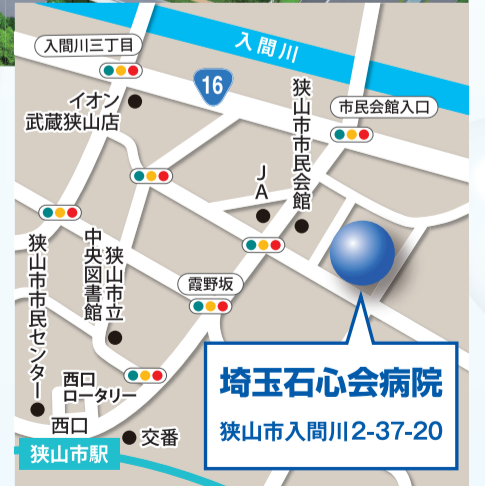 入間川三丁目
入間川
16
イオン
武蔵狭山店
狭山市市民会館
市民会館入口
JA
霞野坂
狭山市立
中央図書館
狭山市市民センター
西口
ロータリー
西口
交番
狭山市駅
埼玉石心会病院
狭山市入間川2-37-20